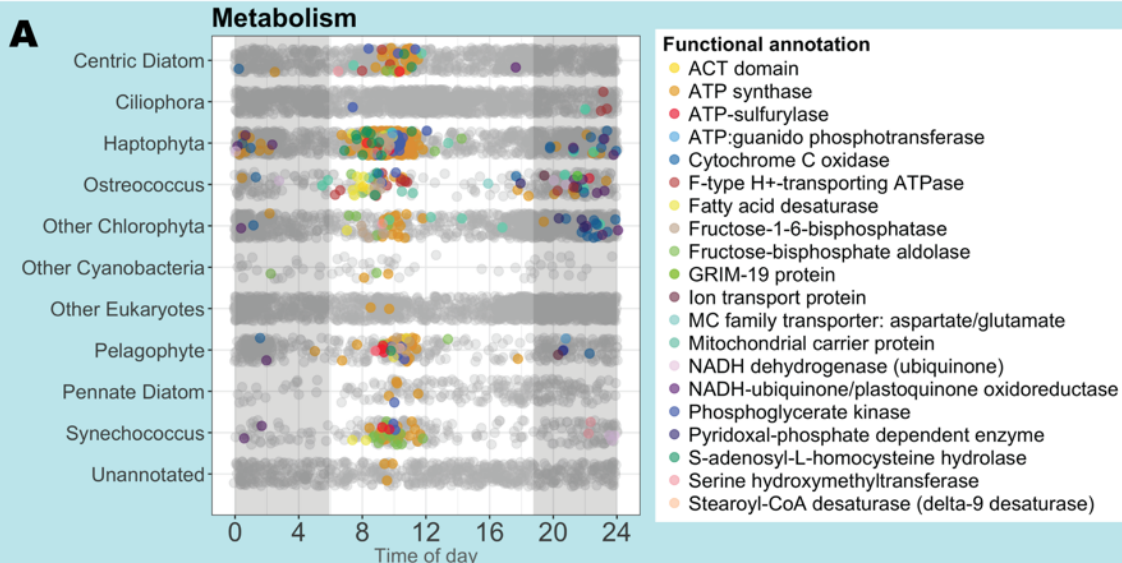 A
Metabolism
Centric Diatom
Ciliophora
Haptophyta
Ostreococcus
Other Chlorophyta
Other Cyanobacteria
Other Eukaryotes
Pelagophyte
Pennate Diatom
Synechococcus
Unannotated
0 4 8 12 16 20 24
Time of day
Functional annotation
ACT domain
ATP synthase
ATP-sulfurylase
ATP:guanido phosphotransferase
Cytochrome C oxidase
F-type H+-transporting ATPase
Fatty acid desaturase
Fructose-1-6-bisphosphatase
Fructose-bisphosphate aldolase
GRIM-19 protein
Ion transport protein
MC family transporter: aspartate/glutamate
Mitochondrial carrier protein
NADH dehydrogenase (ubiquinone)
NADH-ubiquinone/plastoquinone oxidoreductase
Phosphoglycerate kinase
Pyridoxal-phosphate dependent enzyme
S-adenosyl-L-homocysteine hydrolase
Serine hydroxymethyltransferase
Stearoyl-CoA desaturase (delta-9 desaturase)